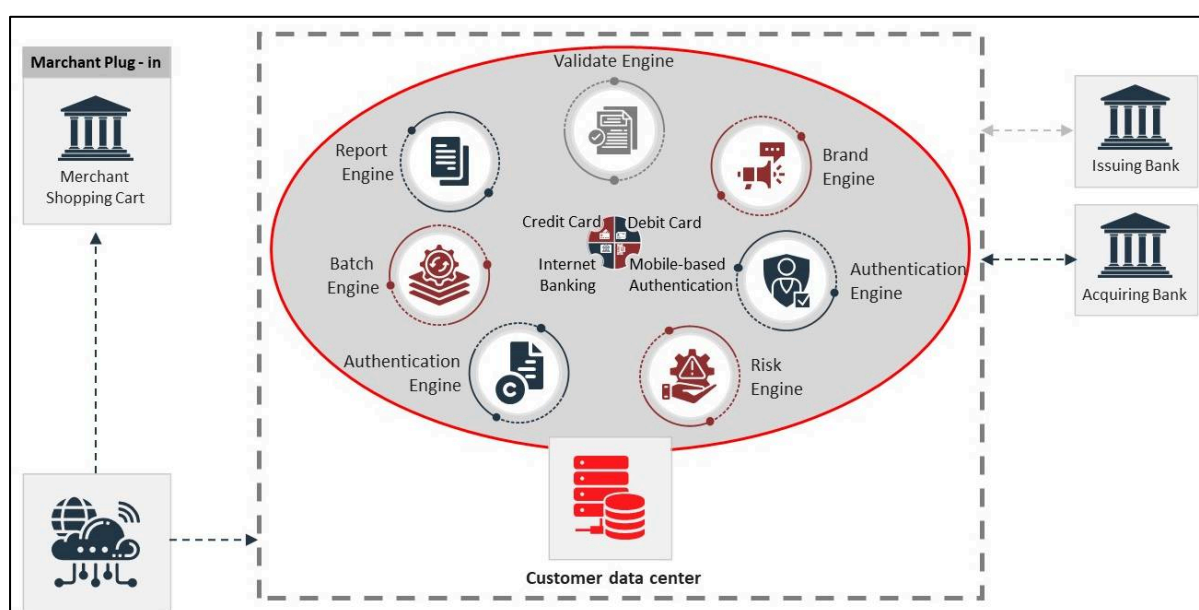 Marchant Plug - in
Merchant
Shopping Cart
Validate Engine
Report
Engine
Brand
Engine
Credit Card
Debit Card
Batch
Engine
Internet
Banking
Mobile-based
Authentication
Authentication
Engine
Authentication
Engine
Risk
Engine
Customer data center
Issuing Bank
Acquiring Bank
C